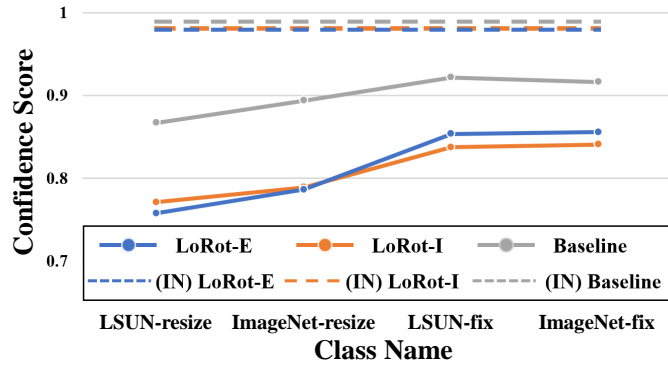 1
0.9
0.8
0.7
Confidence Score
LoRot-E LoRot-I Baseline
(IN) LoRot-E (IN) LoRot-I (IN) Baseline
LSUN-resize ImageNet-resize LSUN-fix ImageNet-fix
Class Name